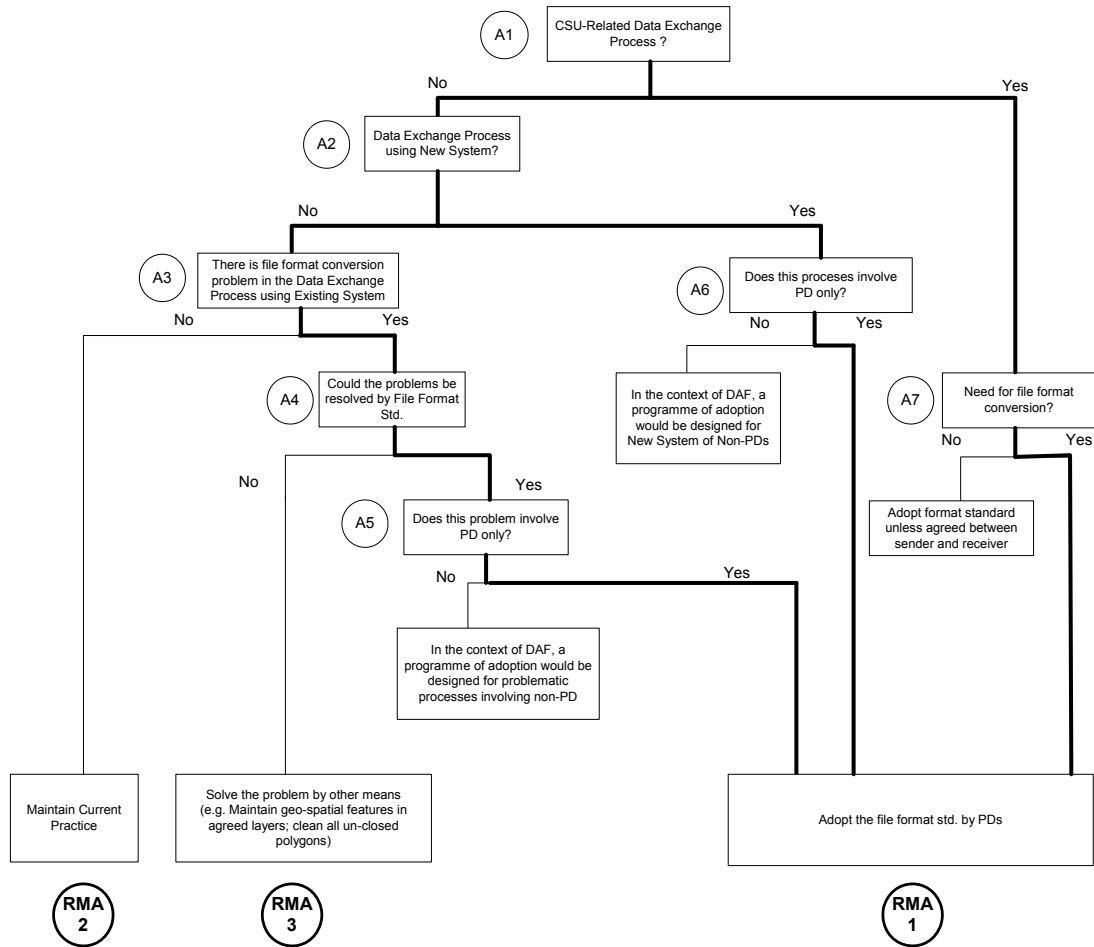 A1
CSU-Related Data Exchange
Process ?
No
Yes
A2
Data Exchange Process
using New System?
No
Yes
A3
There is file format conversion
problem in the Data Exchange
Process using Existing System
A6
Does this proceses involve
PD only?
No
Yes
No
Yes
A4
Could the problems be
resolved by File Format
Std.
In the context of DAF, a
programme of adoption
would be designed for
New System of Non-PDs
A7
Need for file format
conversion?
No
Yes
No
Yes
A5
Does this problem involve
PD only?
Adopt format standard
unless agreed between
sender and receiver
No
Yes
In the context of DAF, a
programme of adoption would be
designed for problematic
processes involving non-PD
Maintain Current
Practice
Solve the problem by other means
(e.g. Maintain geo-spatial features in
agreed layers; clean all un-closed
polygons)
Adopt the file format std. by PDs
RMA
2
RMA
3
RMA
1